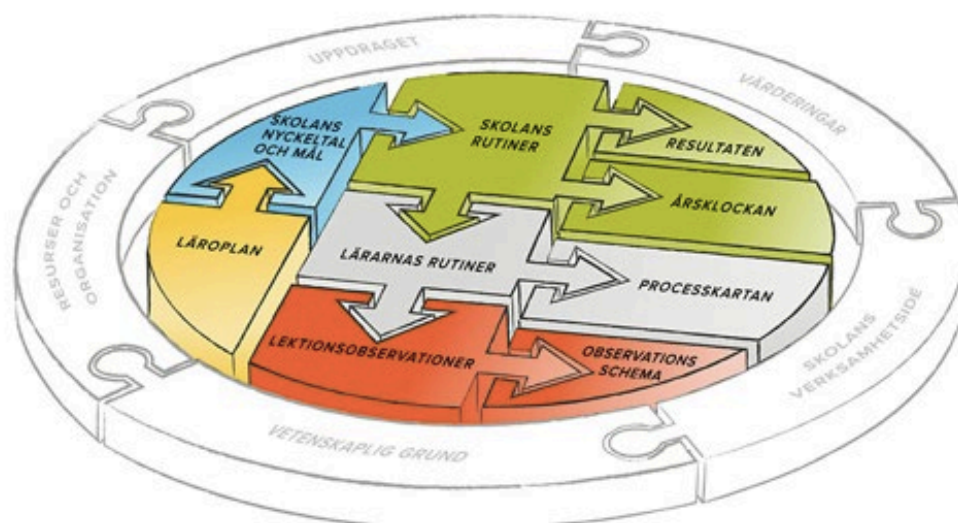 UPPDRAGET
VÄRDERINGAR
SKOLANS
NYCKELTAL
OCH MÅL
SKOLANS
RUTINER
RESULTATEN
ÅRSKLOCKAN
RESURSER OCH
ORGANISATION
LÄROPLAN
LÄRARNAS RUTINER
PROCESSKARTAN
LEKTIONSOBSERVATIONER
OBSERVATIONS
SCHEMA
SKOLANS
VERKSAMHETSIDÉ
VETENSKAPLIG GRUND